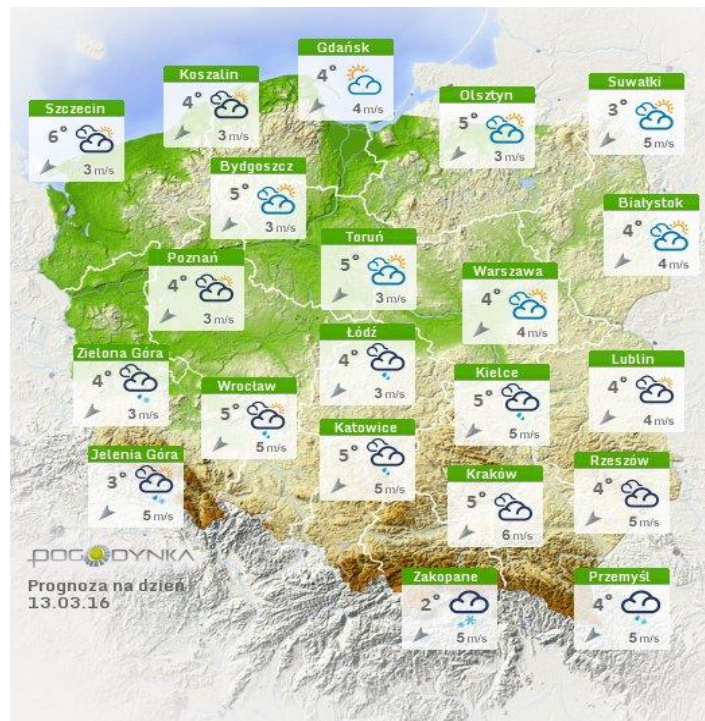 Gdańsk
4°
4 m/s
Koszalin
4°
3 m/s
Szczecin
6°
3 m/s
Olsztyn
5°
3 m/s
Suwałki
3°
5 m/s
Bydgoszcz
5°
3 m/s
Białystok
4°
4 m/s
Toruń
5°
3 m/s
Poznań
4°
3 m/s
Warszawa
4°
4 m/s
Łódź
4°
3 m/s
Zielona Góra
4°
3 m/s
Lublin
4°
4 m/s
Kielce
5°
5 m/s
Wrocław
5°
5 m/s
Katowice
5°
5 m/s
Jelenia Góra
3°
5 m/s
Rzeszów
4°
5 m/s
Kraków
5°
6 m/s
POGODYNKA
Prognoza na dzień
13.03.16
Zakopane
2°
5 m/s
Przemyśl
4°
5 m/s